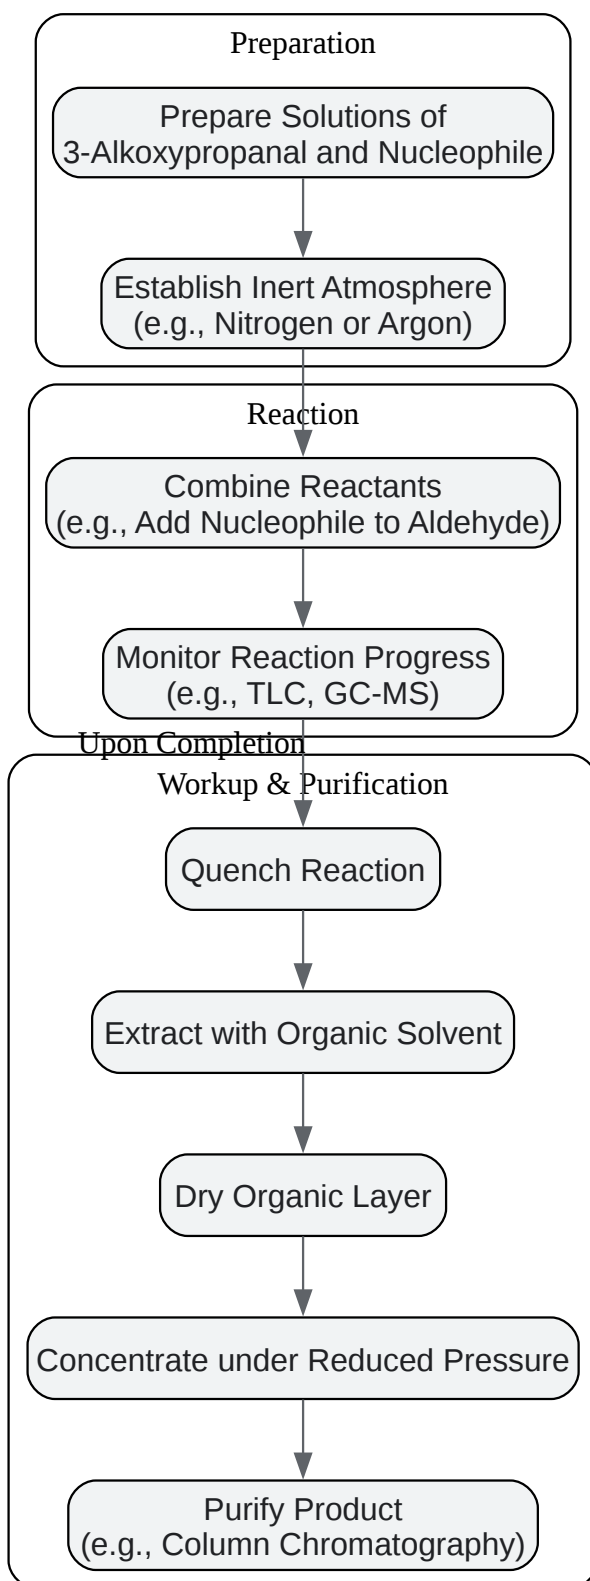 Preparation
Prepare Solutions of
3-Alkoxypropanal and Nucleophile
Establish Inert Atmosphere
(e.g., Nitrogen or Argon)
Reaction
Combine Reactants
(e.g., Add Nucleophile to Aldehyde)
Monitor Reaction Progress
(e.g., TLC, GC-MS)
Upon Completion
Workup & Purification
Quench Reaction
Extract with Organic Solvent
Dry Organic Layer
Concentrate under Reduced Pressure
Purify Product
(e.g., Column Chromatography)